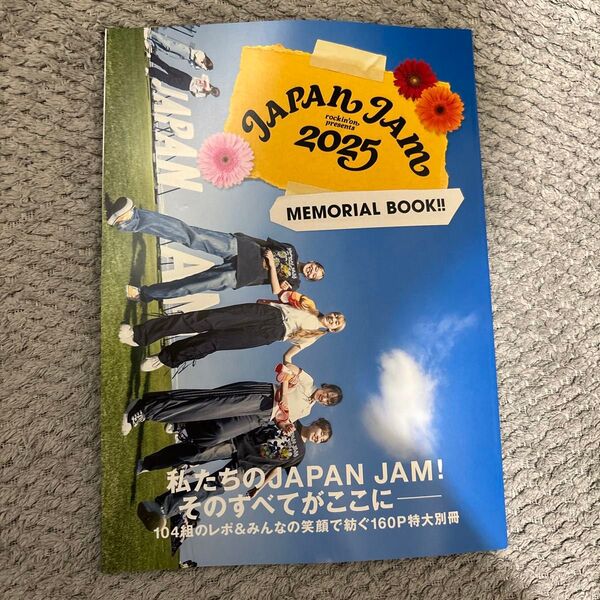 JAPAN JAM
rockin'on presents
2025
MEMORIAL BOOK!!
JAPAN JAM
私たちのJAPAN JAM!
そのすべてがここに――
104組のレポ&みんなの笑顔で紡ぐ160P特大別冊